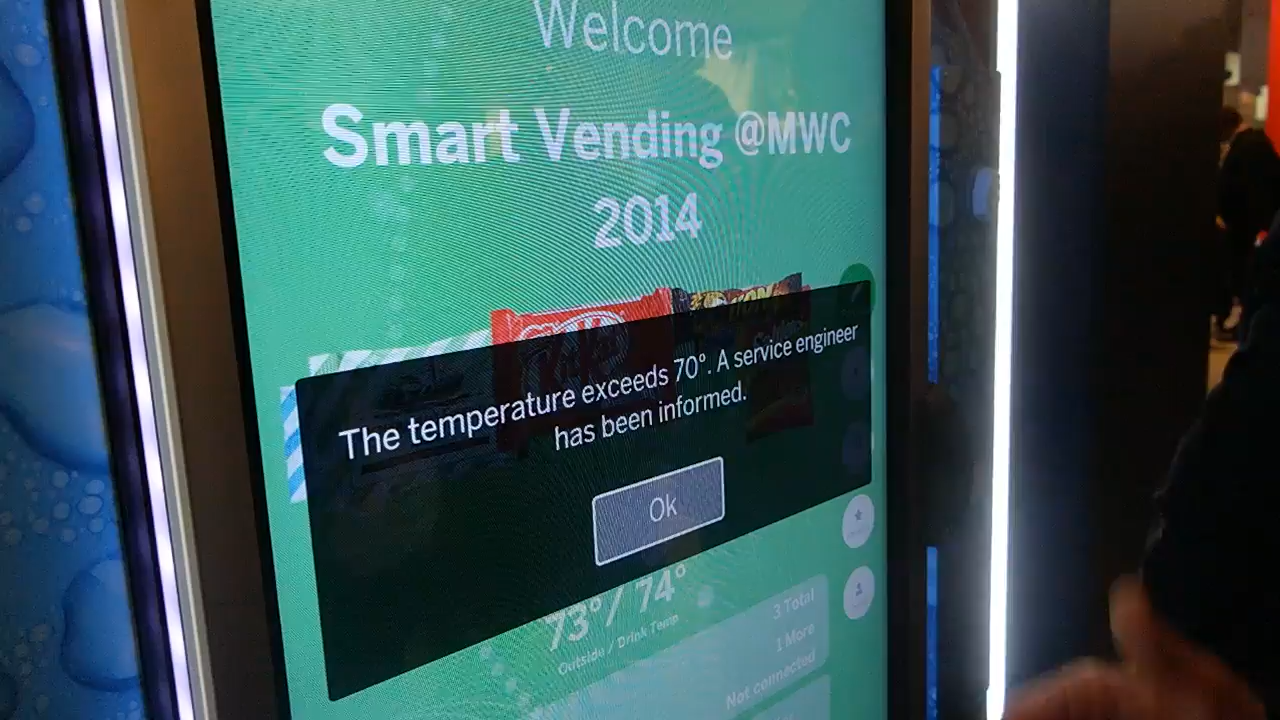 Welcome
Smart Vending @MWC
2014
The temperature exceeds 70°. A service engineer
has been informed.
Ok
73° / 74°
Outside / Drink Temp
3 Total
1 More
Not connected